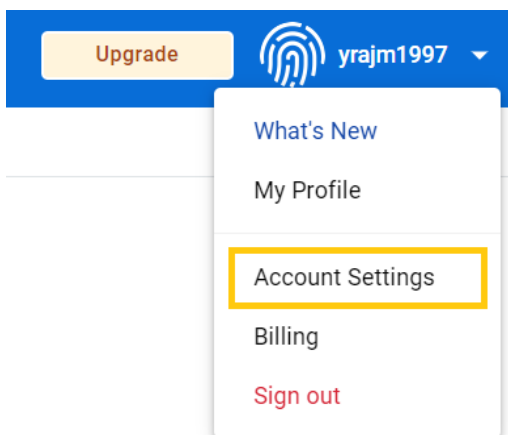 Upgrade yrajm1997
What's New
My Profile
Account Settings
Billing
Sign out